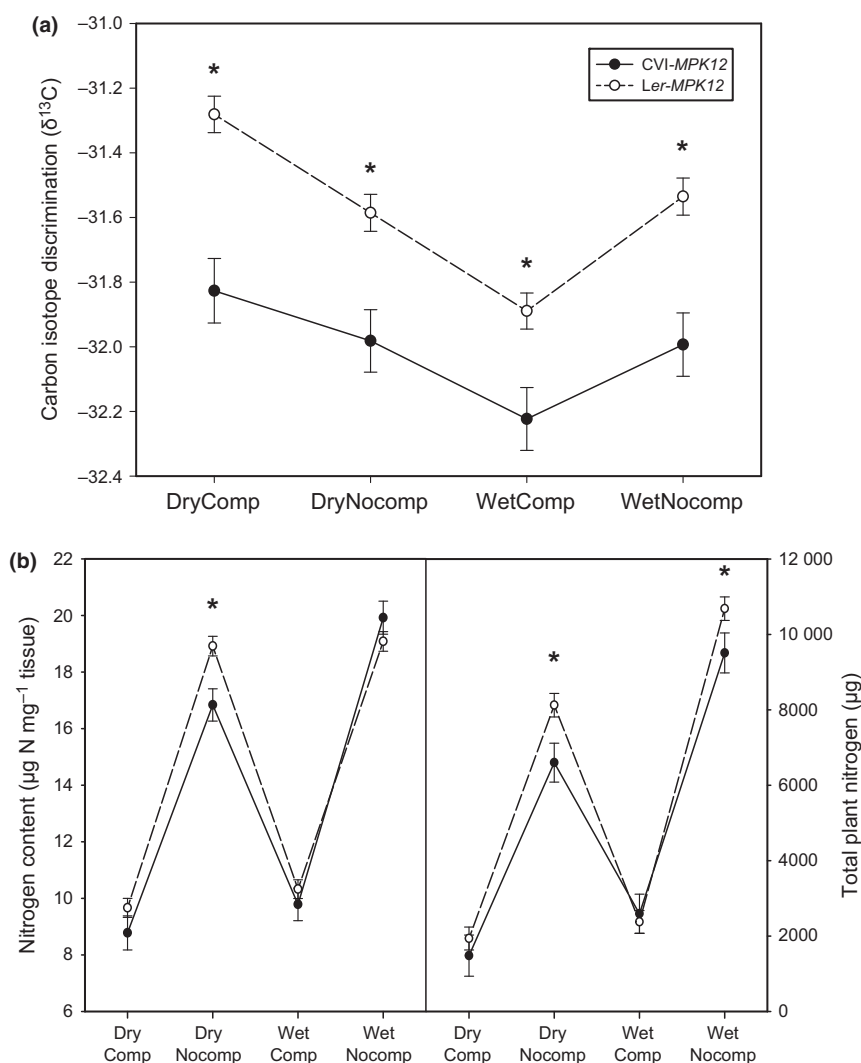 (a)
Carbon isotope discrimination (δ13C)
–31.0
–31.2
–31.4
–31.6
–31.8
–32.0
–32.2
–32.4
CVI-MPK12
Ler-MPK12
*
*
*
*
DryComp
DryNocomp
WetComp
WetNocomp
(b)
Nitrogen content (µg N mg–1 tissue)
22
20
18
16
14
12
10
8
6
*
*
*
12 000
10 000
8000
6000
4000
2000
0
Total plant nitrogen (µg)
Dry Comp
Dry Nocomp
Wet Comp
Wet Nocomp
Dry Comp
Dry Nocomp
Wet Comp
Wet Nocomp